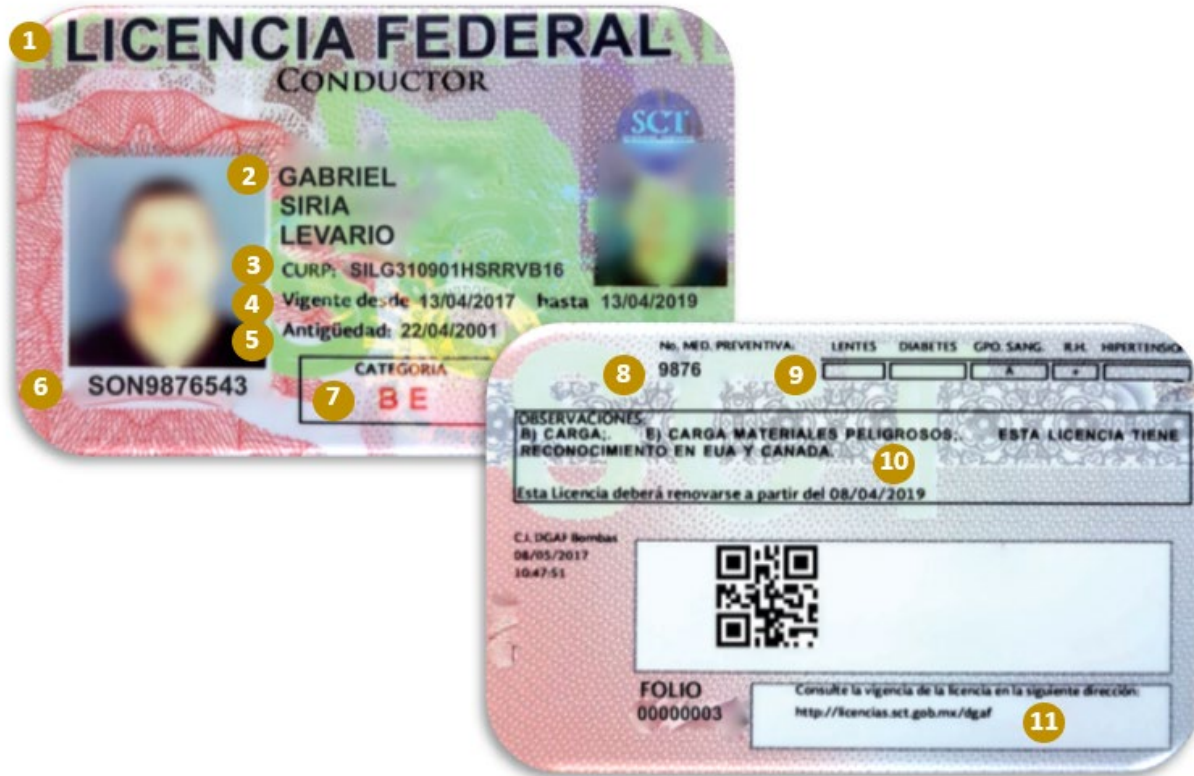 1 LICENCIA FEDERAL
CONDUCTOR
SCT
2 GABRIEL
SIRIA
LEVARIO
3 CURP: SILG310901HSRRVB16
4 Vigente desde 13/04/2017 hasta 13/04/2019
5 Antigüedad: 22/04/2001
6 SON9876543
CATEGORIA
7 B E
No. MED. PREVENTIVA: LENTES DIABETES GPO. SANG. R.H. HIPERTENSIO
8 9876 9 A +
OBSERVACIONES:
B) CARGA;. E) CARGA MATERIALES PELIGROSOS;. ESTA LICENCIA TIENE
RECONOCIMIENTO EN EUA Y CANADA. 10
Esta Licencia deberá renovarse a partir del 08/04/2019
C.I. DGAF Bombas
08/05/2017
10:47:51
FOLIO
00000003
Consulte la vigencia de la licencia en la siguiente dirección:
http://licencias.sct.gob.mx/dgaf 11